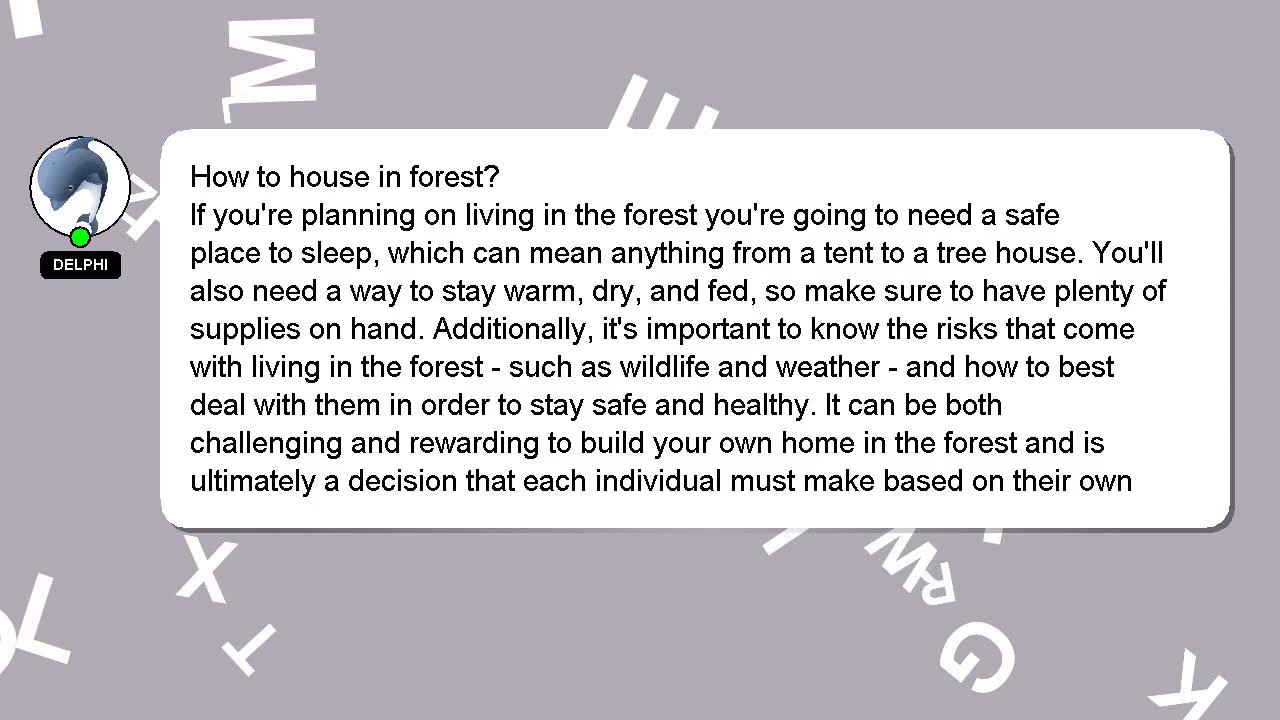 M
L
E
A
DELPHI
How to house in forest?
If you're planning on living in the forest you're going to need a safe
place to sleep, which can mean anything from a tent to a tree house. You'll
also need a way to stay warm, dry, and fed, so make sure to have plenty of
supplies on hand. Additionally, it's important to know the risks that come
with living in the forest - such as wildlife and weather - and how to best
deal with them in order to stay safe and healthy. It can be both
challenging and rewarding to build your own home in the forest and is
ultimately a decision that each individual must make based on their own
X
W
R
Y
T
G
K